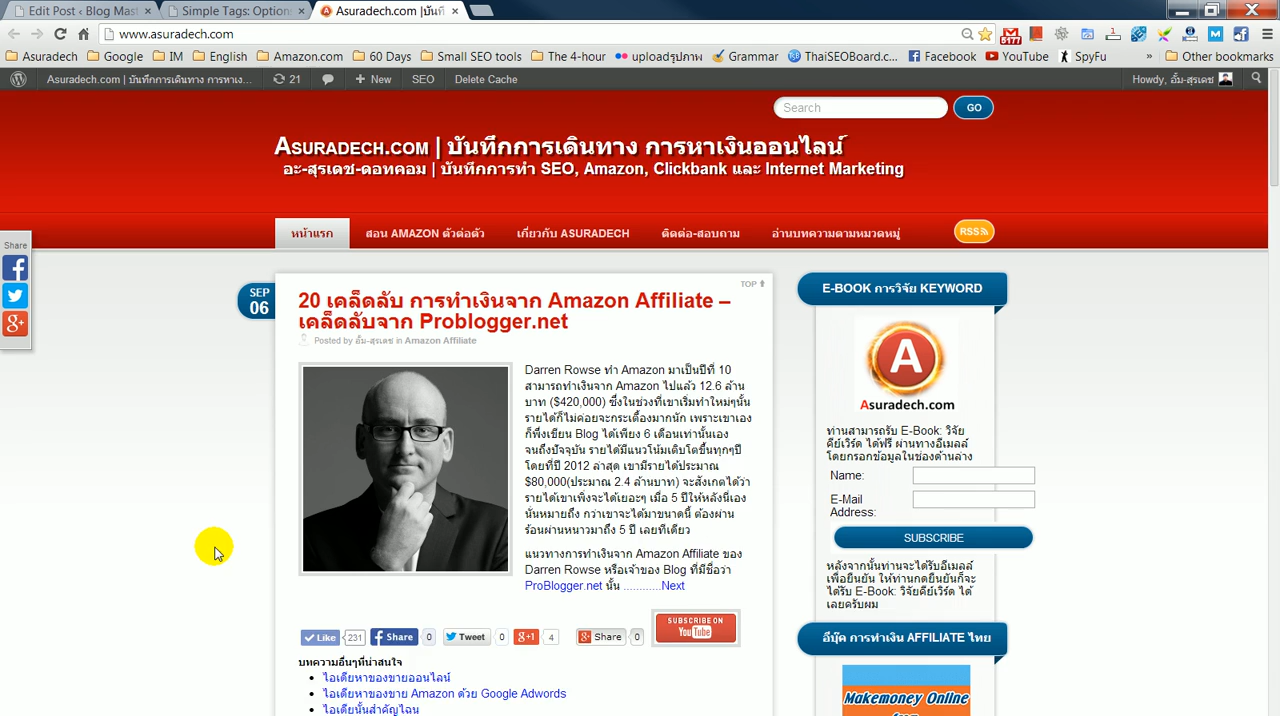 Edit Post ‹ Blog Mast
Simple Tags: Options
Asuradech.com |บันทึ
www.asuradech.com
5177
Asuradech
Google
IM
English
Amazon.com
60 Days
Small SEO tools
The 4-hour
uploadรูปภาพ
Grammar
ThaiSEOBoard.c...
Facebook
YouTube
SpyFu
»
Other bookmarks
Asuradech.com | บันทึกการเดินทาง การหาเง...
21
New
SEO
Delete Cache
Howdy, อั้ม-สุรเดช
Search
GO
Asuradech.com | บันทึกการเดินทาง การหาเงินออนไลน์
อะ-สุรเดช-ดอทคอม | บันทึกการทำ SEO, Amazon, Clickbank และ Internet Marketing
หน้าแรก
สอน AMAZON ตัวต่อตัว
เกี่ยวกับ ASURADECH
ติดต่อ-สอบถาม
อ่านบทความตามหมวดหมู่
RSS
Share
SEP
06
TOP
20 เคล็ดลับ การทำเงินจาก Amazon Affiliate –
เคล็ดลับจาก Problogger.net
Posted by อั้ม-สุรเดช in Amazon Affiliate
Darren Rowse ทำ Amazon มาเป็นปีที่ 10
สามารถทำเงินจาก Amazon ไปแล้ว 12.6 ล้าน
บาท ($420,000) ซึ่งในช่วงที่เขาเริ่มทำใหม่ๆนั้น
รายได้ก็ไม่ค่อยจะกระเตื้องมากนัก เพราะเขาเอง
ก็พึ่งเขียน Blog ได้เพียง 6 เดือนเท่านั้นเอง
จนถึงปัจจุบัน รายได้มีแนวโน้มเติบโตขึ้นทุกๆปี
โดยที่ปี 2012 ล่าสุด เขามีรายได้ประมาณ
$80,000(ประมาณ 2.4 ล้านบาท) จะสังเกตได้ว่า
รายได้เขาเพิ่งจะได้เยอะๆ เมื่อ 5 ปีให้หลังนี่เอง
นั่นหมายถึง กว่าเขาจะได้มาขนาดนี้ ต้องผ่าน
ร้อนผ่านหนาวมาถึง 5 ปี เลยทีเดียว
แนวทางการทำเงินจาก Amazon Affiliate ของ
Darren Rowse หรือเจ้าของ Blog ที่มีชื่อว่า
ProBlogger.net นั้น ............Next
Like 231
Share 0
Tweet 0
+1 4
Share 0
SUBSCRIBE ON
YouTube
บทความอื่นๆที่น่าสนใจ
ไอเดียหาของขายออนไลน์
ไอเดียหาของขาย Amazon ด้วย Google Adwords
ไอเดียนั้นสำคัญไฉน
E-BOOK การวิจัย KEYWORD
A
Asuradech.com
ท่านสามารถรับ E-Book: วิจัย
คีย์เวิร์ด ได้ฟรี ผ่านทางอีเมลล์
โดยกรอกข้อมูลในช่องด้านล่าง
Name:
E-Mail
Address:
SUBSCRIBE
หลังจากนั้นท่านจะได้รับอีเมลล์
เพื่อยืนยัน ให้ท่านกดยืนยันก็จะ
ได้รับ E-Book: วิจัยคีย์เวิร์ด ได้
เลยครับผม
อีบุ๊ค การทำเงิน AFFILIATE ไทย
Makemoney Online